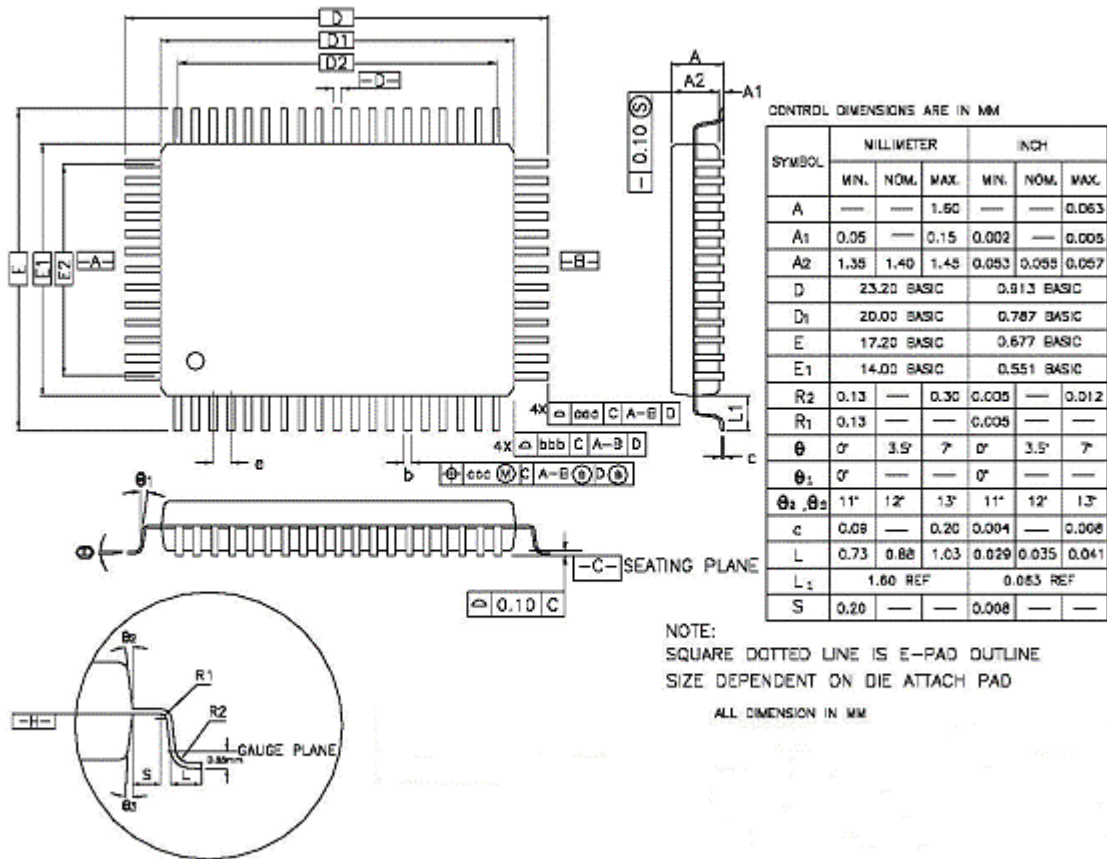 D
D1
D2
-D-
A
A2
A1
0.10 Ⓢ
E
E1
E2
-A-
-B-
4X ⌓ C A-B D
4X ⌓ bbb C A-B D
e
b
⌖ Ⓜ C A-B Ⓢ D Ⓢ
L1
c
CONTROL DIMENSIONS ARE IN MM
SYMBOL MILLIMETER INCH
MIN. NOM. MAX. MIN. NOM. MAX.
A — — 1.60 — — 0.063
A1 0.05 — 0.15 0.002 — 0.006
A2 1.35 1.40 1.45 0.053 0.055 0.057
D 23.20 BASIC 0.913 BASIC
D1 20.00 BASIC 0.787 BASIC
E 17.20 BASIC 0.677 BASIC
E1 14.00 BASIC 0.551 BASIC
R2 0.13 — 0.30 0.005 — 0.012
R1 0.13 — — 0.005 — —
θ 0° 3.5° 7° 0° 3.5° 7°
θ1 0° — — 0° — —
θ2 ,θ3 11° 12° 13° 11° 12° 13°
c 0.09 — 0.20 0.004 — 0.008
L 0.73 0.88 1.03 0.029 0.035 0.041
L1 1.60 REF 0.063 REF
S 0.20 — — 0.008 — —
θ1
θ
-C- SEATING PLANE
⌓ 0.10 C
NOTE:
SQUARE DOTTED LINE IS E-PAD OUTLINE
SIZE DEPENDENT ON DIE ATTACH PAD
ALL DIMENSION IN MM
θ2
R1
R2
-H-
GAUGE PLANE
S
L
θ3